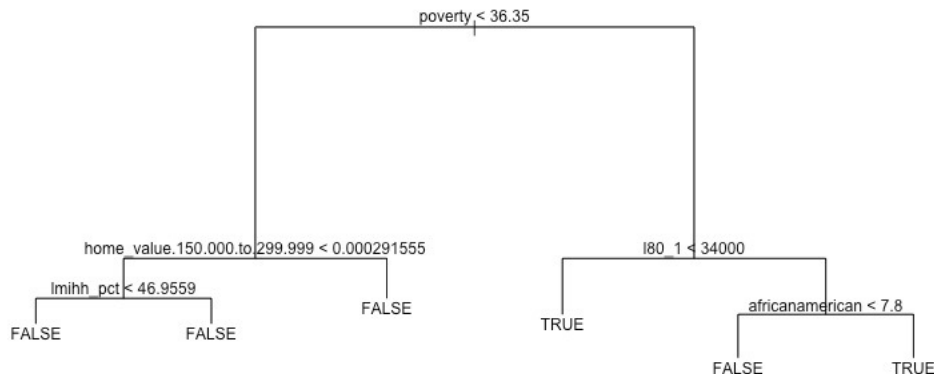 poverty < 36.35
home_value.150.000.to.299.999 < 0.000291555
l80_1 < 34000
lmihh_pct < 46.9559
FALSE
africanamerican < 7.8
TRUE
FALSE
FALSE
FALSE
TRUE